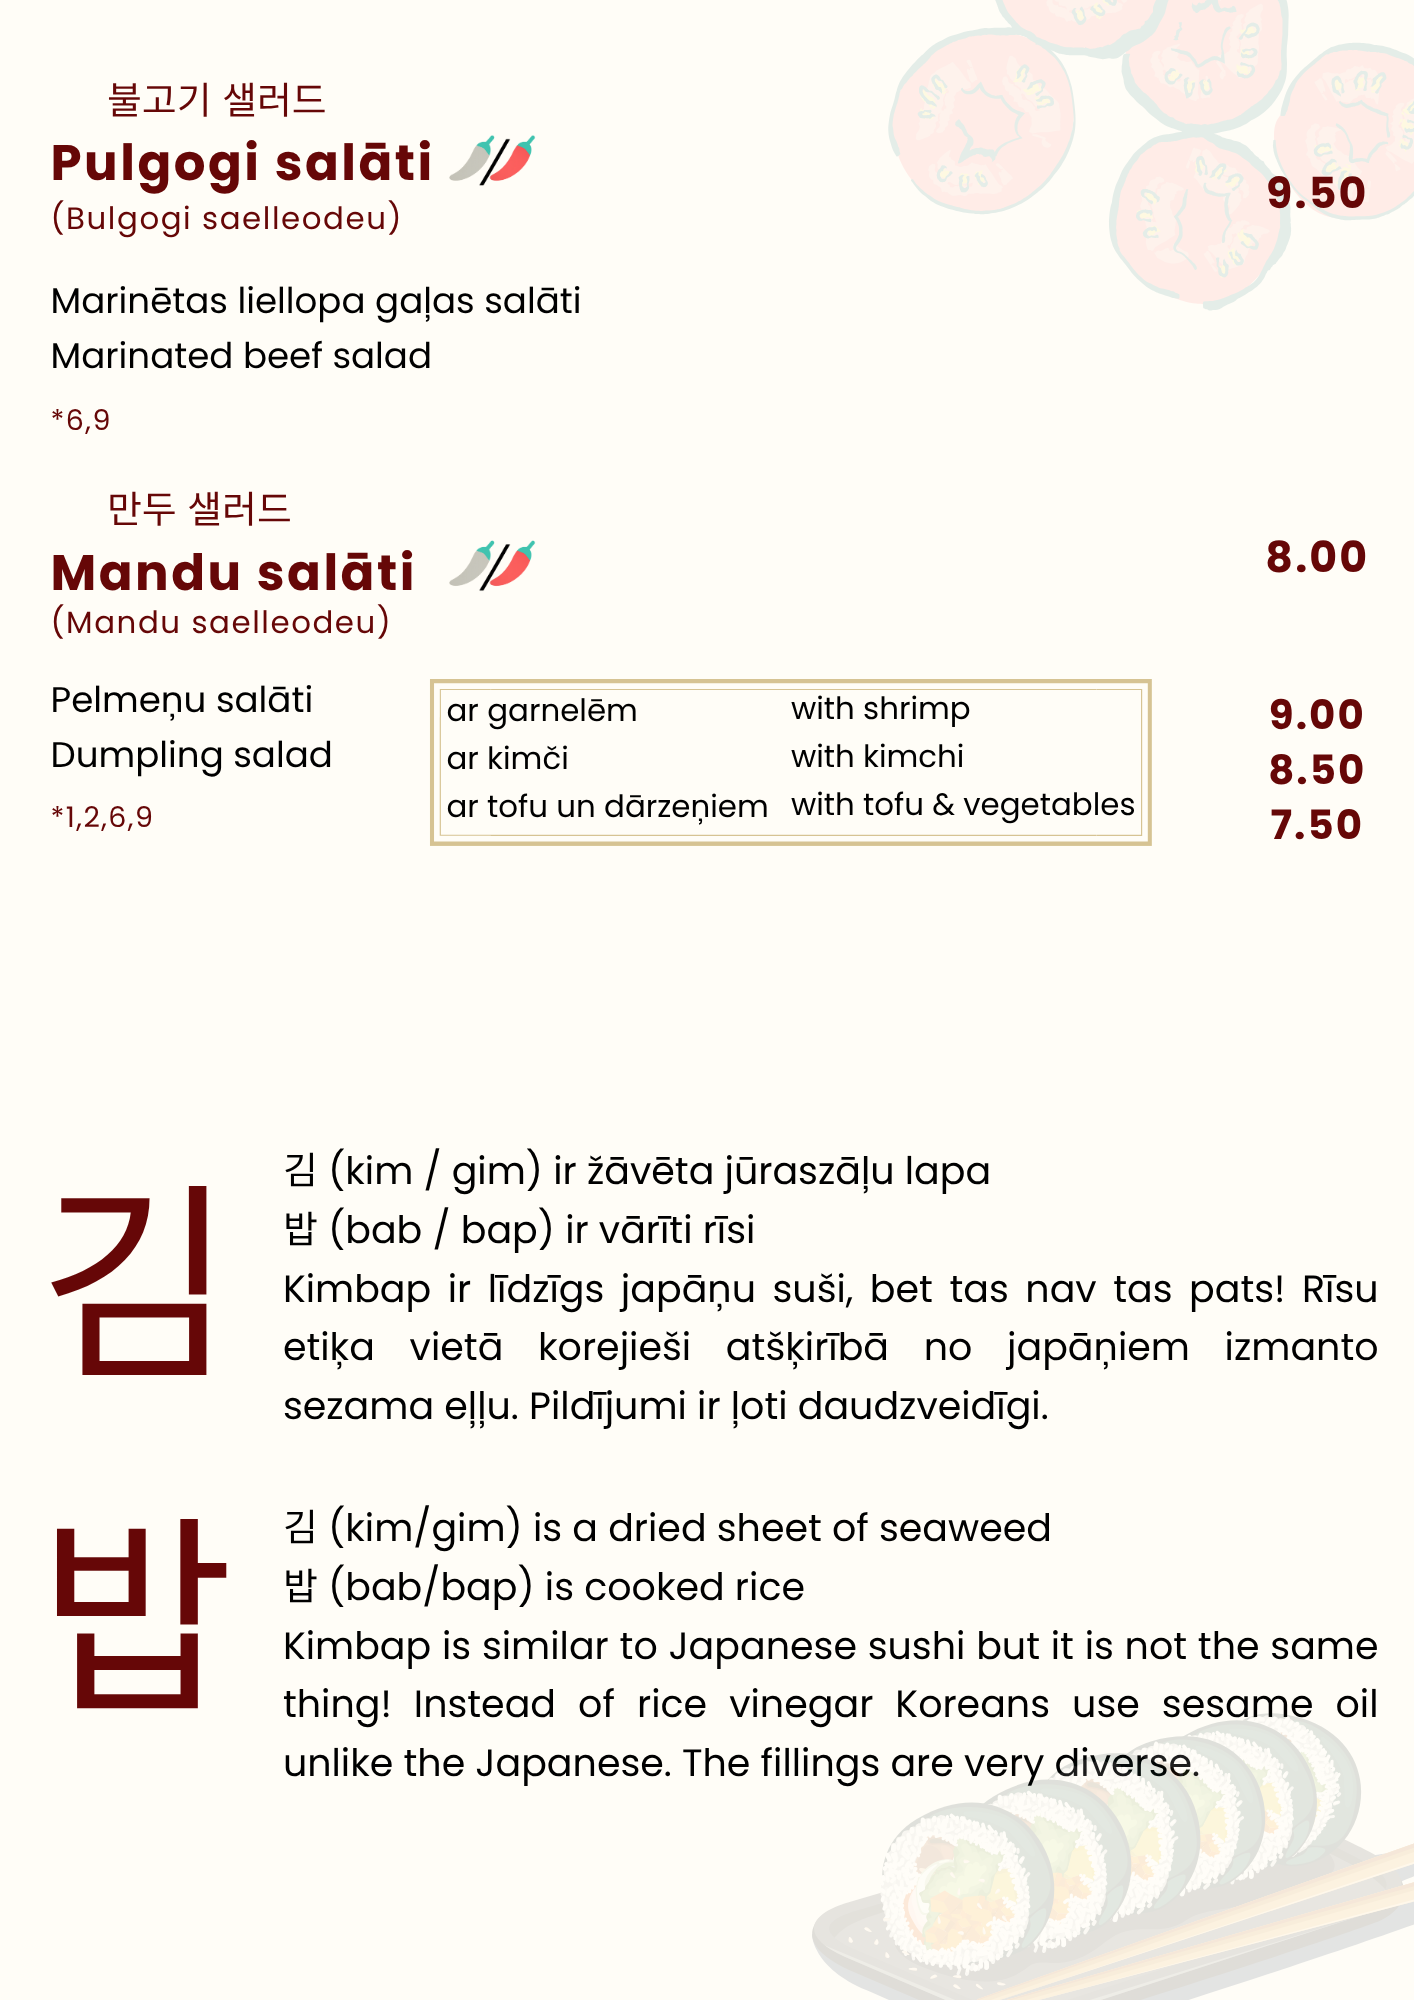 불고기 샐러드
Pulgogi salāti
9.50
(Bulgogi saelleodeu)
Marinētas liellopa gaļas salāti
Marinated beef salad
*6,9
만두 샐러드
Mandu salāti
8.00
(Mandu saelleodeu)
Pelmeņu salāti
Dumpling salad
*1,2,6,9
ar garnelēm with shrimp 9.00
ar kimči with kimchi 8.50
ar tofu un dārzeņiem with tofu & vegetables 7.50
김
김 (kim / gim) ir žāvēta jūraszāļu lapa
밥 (bab / bap) ir vārīti rīsi
Kimbap ir līdzīgs japāņu suši, bet tas nav tas pats! Rīsu
etiķa vietā korejieši atšķirībā no japāņiem izmanto
sezama eļļu. Pildījumi ir ļoti daudzveidīgi.
밥
김 (kim/gim) is a dried sheet of seaweed
밥 (bab/bap) is cooked rice
Kimbap is similar to Japanese sushi but it is not the same
thing! Instead of rice vinegar Koreans use sesame oil
unlike the Japanese. The fillings are very diverse.